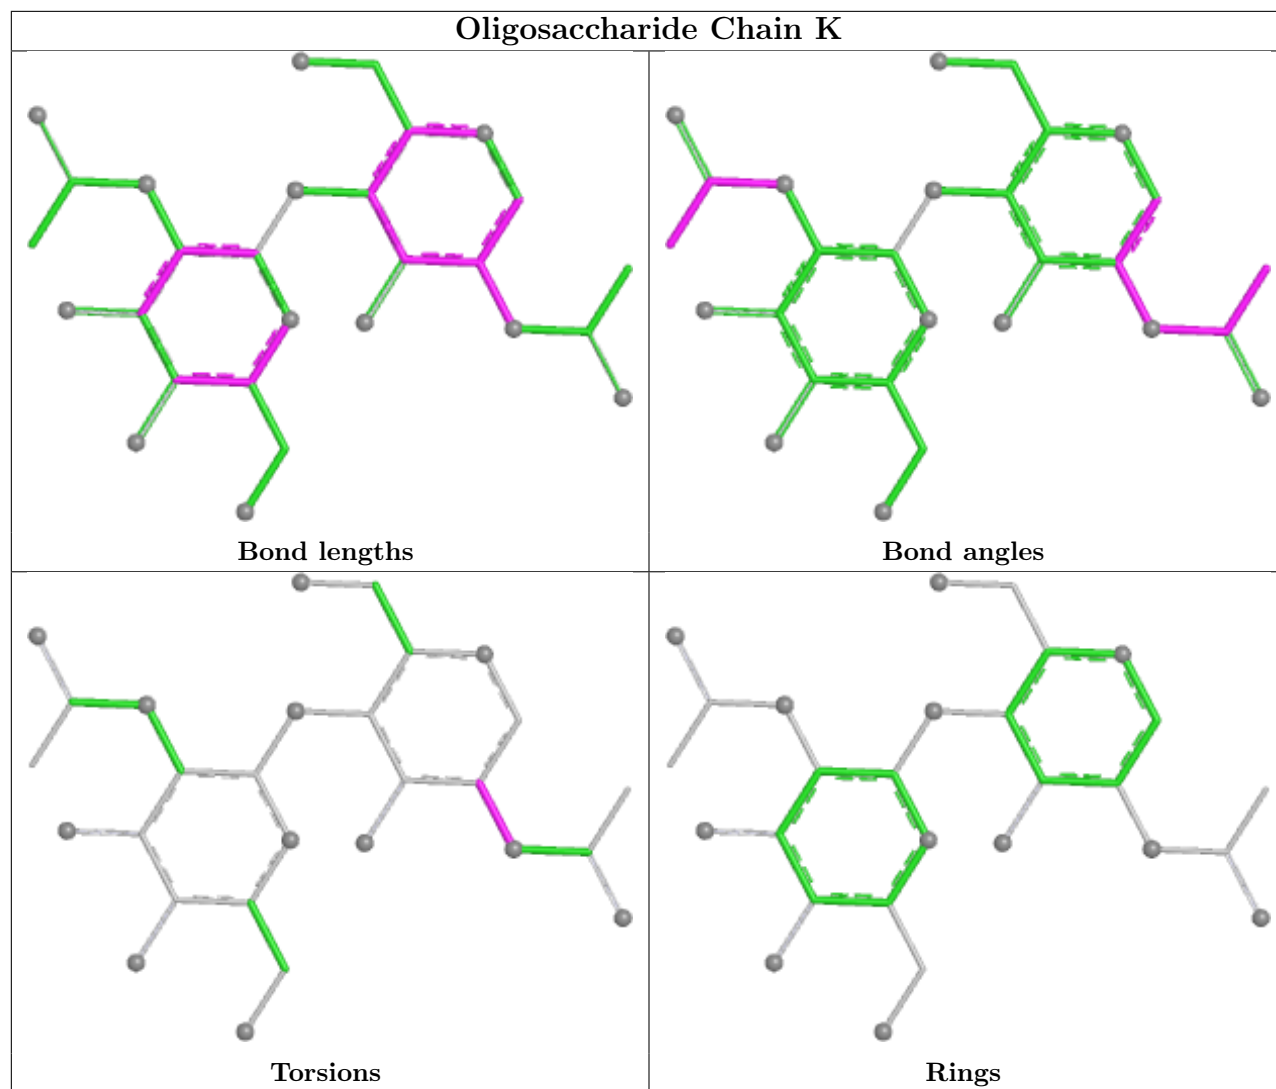 Oligosaccharide Chain K
Bond lengths
Bond angles
Torsions
Rings